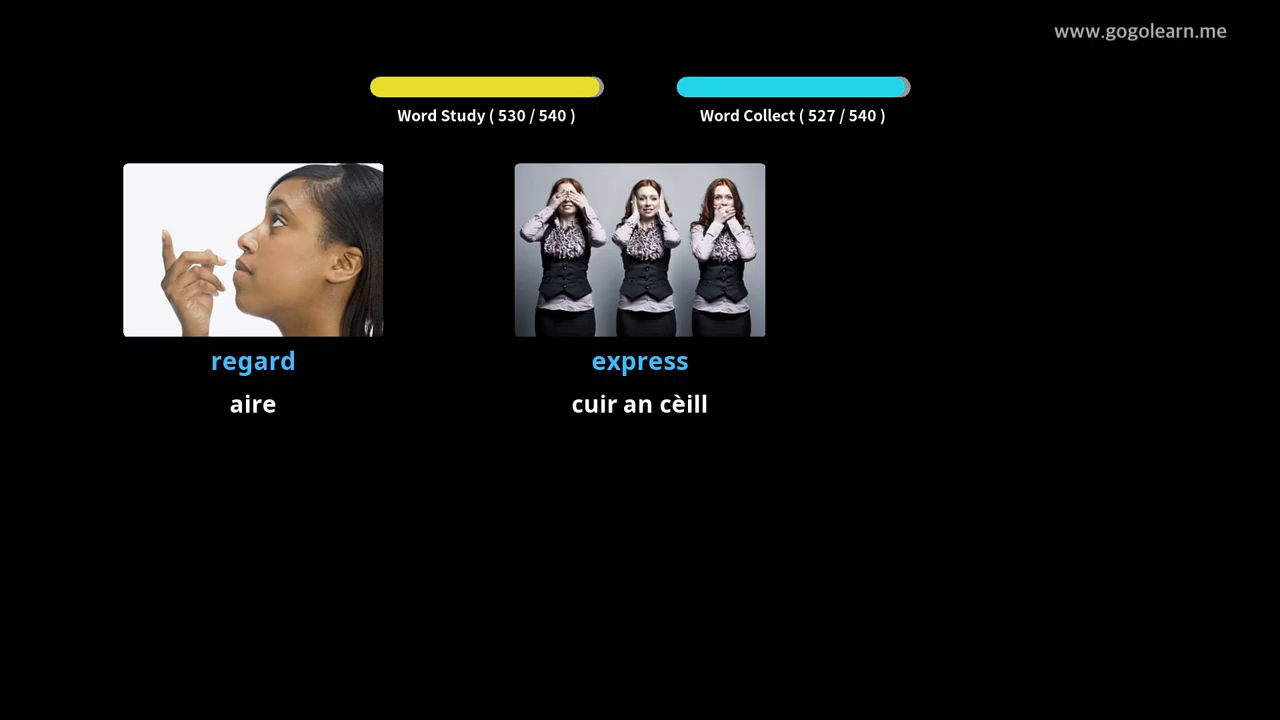 www.gogolearn.me
Word Study ( 530 / 540 )
Word Collect ( 527 / 540 )
regard
express
aire
cuir an cèill